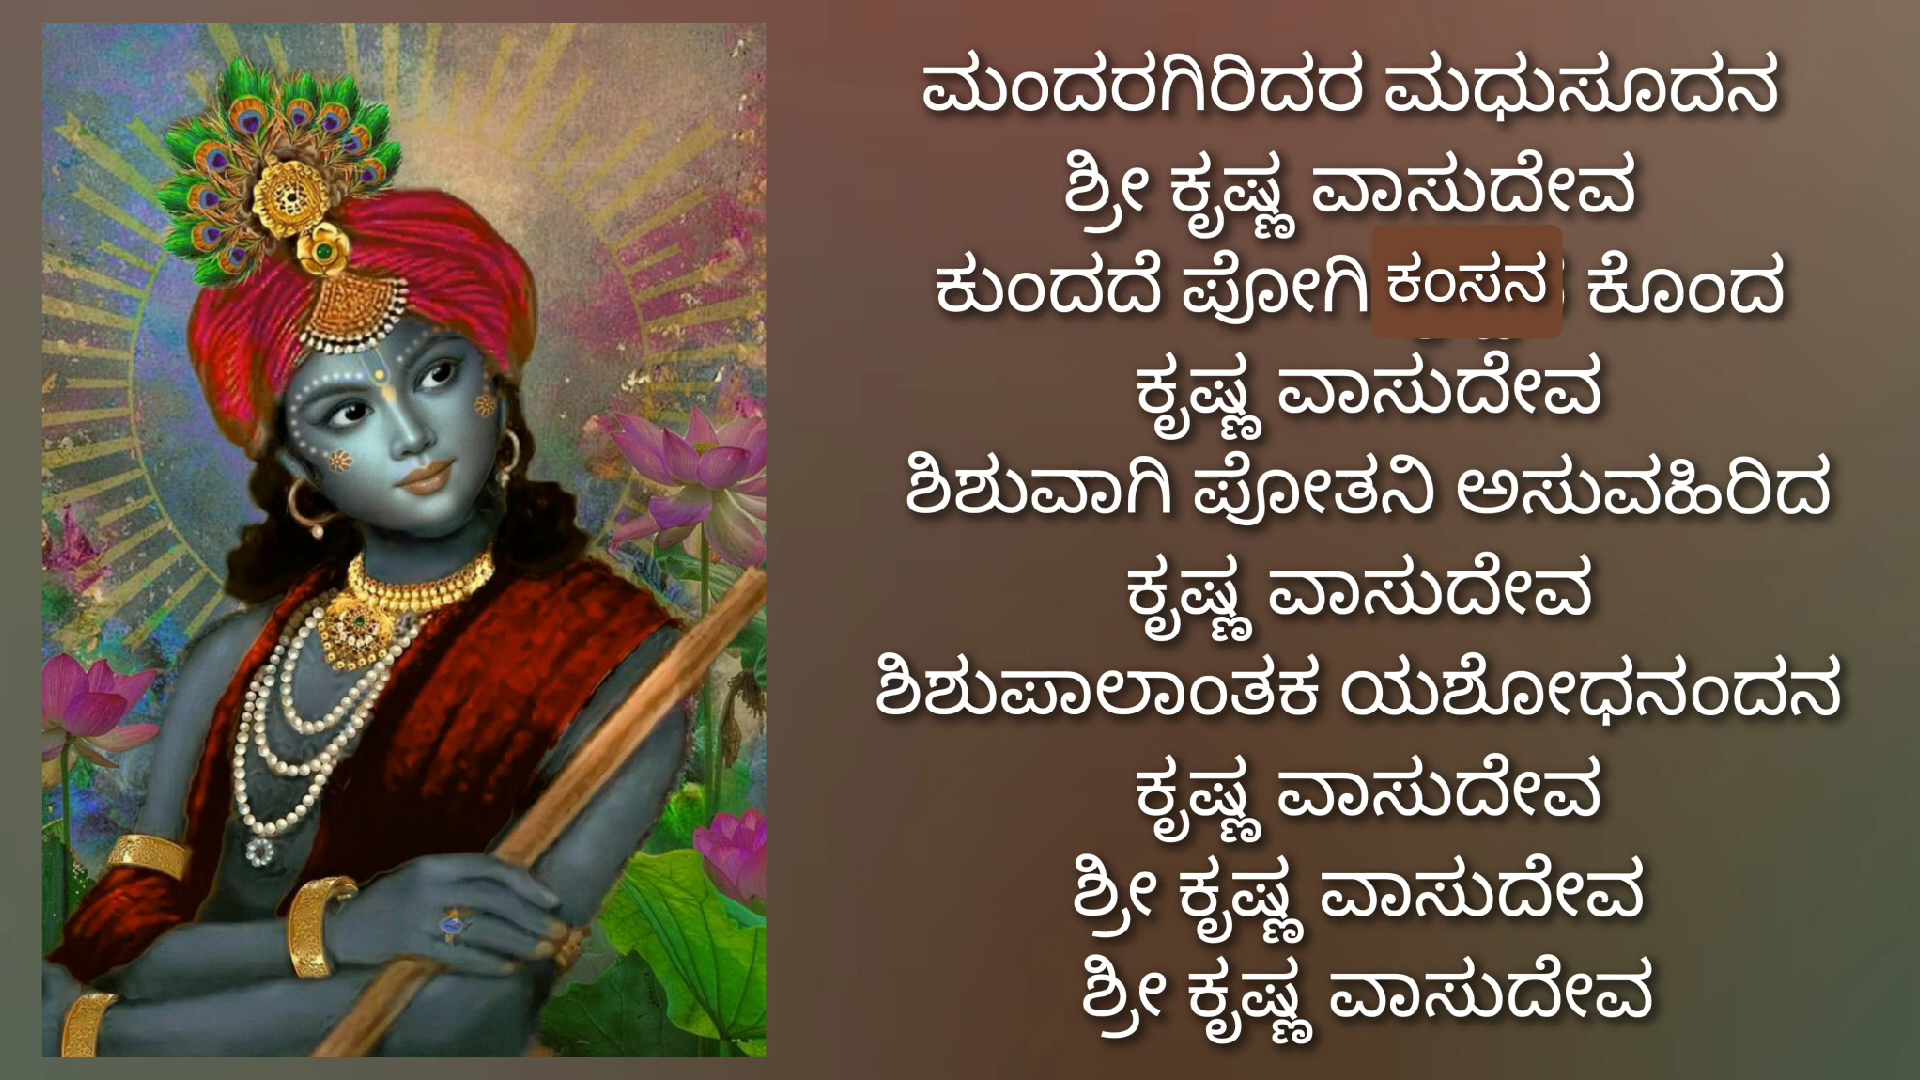 ಮಂದರಗಿರಿದರ ಮಧುಸೂದನ
ಶ್ರೀ ಕೃಷ್ಣ ವಾಸುದೇವ
ಕುಂದದೆ ಪೋಗಿ ಕಂಸನ ಕೊಂದ
ಕೃಷ್ಣ ವಾಸುದೇವ
ಶಿಶುವಾಗಿ ಪೋತನಿ ಅಸುವಹಿರಿದ
ಕೃಷ್ಣ ವಾಸುದೇವ
ಶಿಶುಪಾಲಾಂತಕ ಯಶೋಧನಂದನ
ಕೃಷ್ಣ ವಾಸುದೇವ
ಶ್ರೀ ಕೃಷ್ಣ ವಾಸುದೇವ
ಶ್ರೀ ಕೃಷ್ಣ ವಾಸುದೇವ